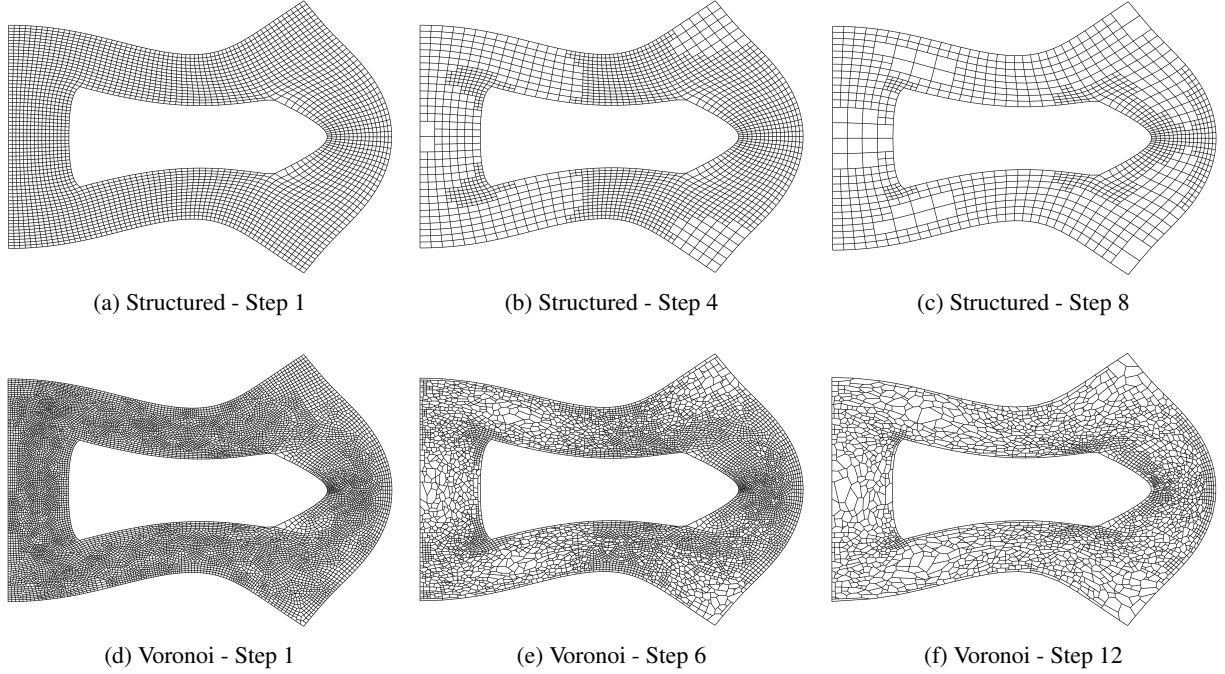 (a) Structured - Step 1
(b) Structured - Step 4
(c) Structured - Step 8
(d) Voronoi - Step 1
(e) Voronoi - Step 6
(f) Voronoi - Step 12